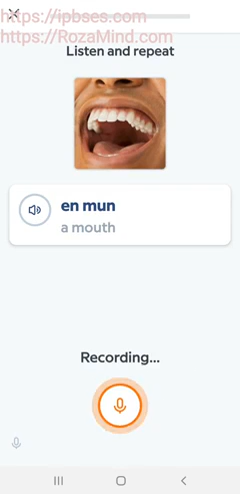 https://ipbses.com
https://RozaMind.com
Listen and repeat
en mun
a mouth
Recording...